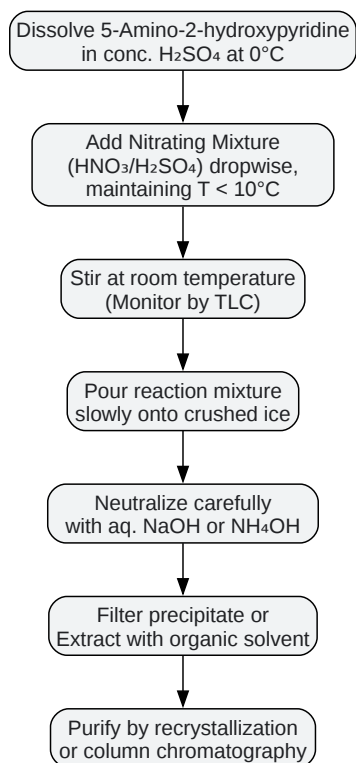 Dissolve 5-Amino-2-hydroxypyridine
in conc. H₂SO₄ at 0°C
Add Nitrating Mixture
(HNO₃/H₂SO₄) dropwise,
maintaining T < 10°C
Stir at room temperature
(Monitor by TLC)
Pour reaction mixture
slowly onto crushed ice
Neutralize carefully
with aq. NaOH or NH₄OH
Filter precipitate or
Extract with organic solvent
Purify by recrystallization
or column chromatography